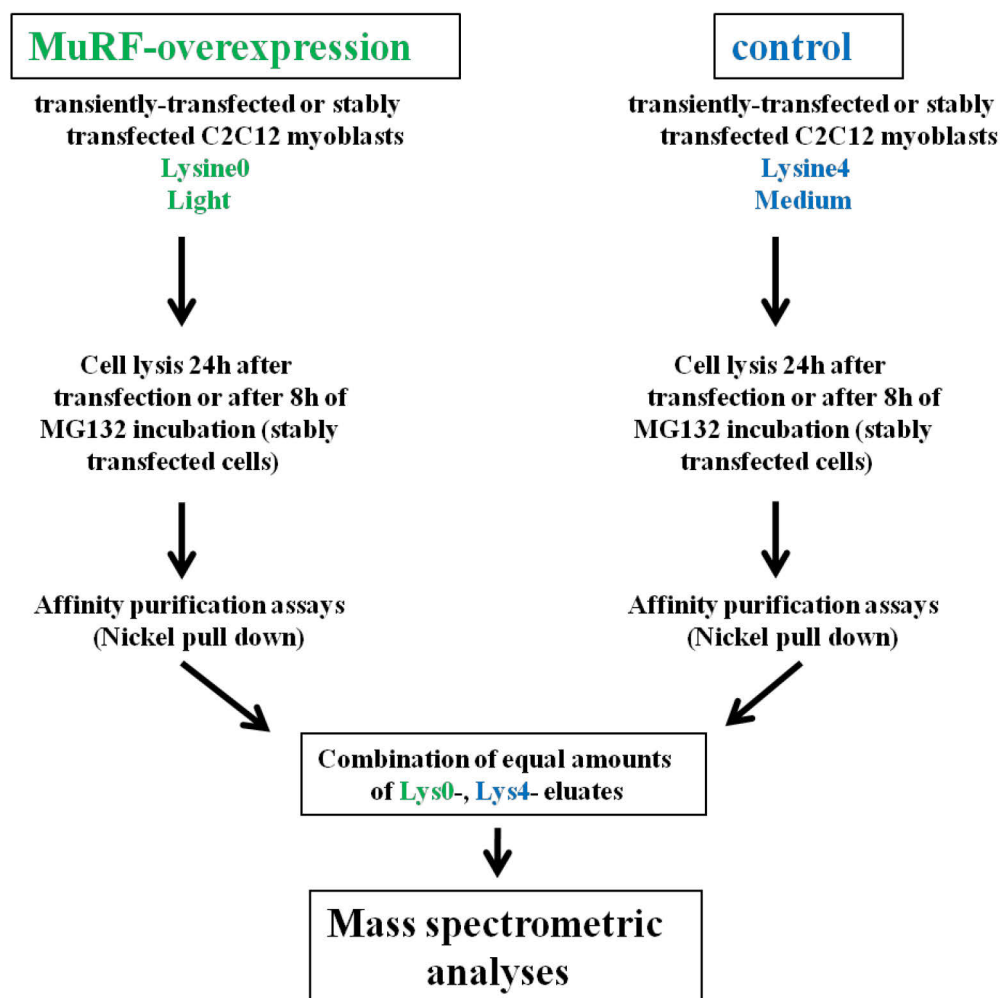 MuRF-overexpression
transiently-transfected or stably
transfected C2C12 myoblasts
Lysine0
Light
Cell lysis 24h after
transfection or after 8h of
MG132 incubation (stably
transfected cells)
Affinity purification assays
(Nickel pull down)
control
transiently-transfected or stably
transfected C2C12 myoblasts
Lysine4
Medium
Cell lysis 24h after
transfection or after 8h of
MG132 incubation (stably
transfected cells)
Affinity purification assays
(Nickel pull down)
Combination of equal amounts
of Lys0-, Lys4- eluates
Mass spectrometric
analyses